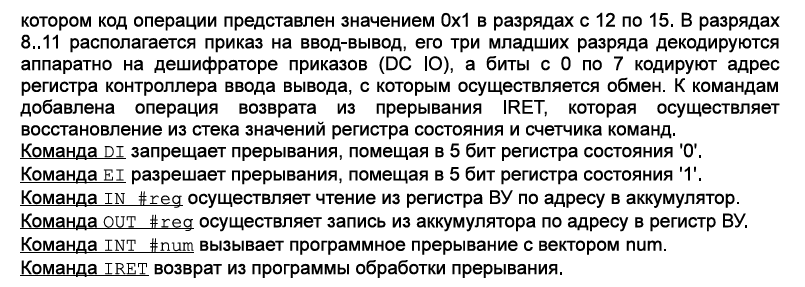 котором код операции представлен значением 0x1 в разрядах с 12 по 15. В разрядах
8..11 располагается приказ на ввод-вывод, его три младших разряда декодируются
аппаратно на дешифраторе приказов (DC IO), а биты с 0 по 7 кодируют адрес
регистра контроллера ввода вывода, с которым осуществляется обмен. К командам
добавлена операция возврата из прерывания IRET, которая осуществляет
восстановление из стека значений регистра состояния и счетчика команд.
Команда DI запрещает прерывания, помещая в 5 бит регистра состояния '0'.
Команда EI разрешает прерывания, помещая в 5 бит регистра состояния '1'.
Команда IN #reg осуществляет чтение из регистра ВУ по адресу в аккумулятор.
Команда OUT #reg осуществляет запись из аккумулятора по адресу в регистр ВУ.
Команда INT #num вызывает программное прерывание с вектором num.
Команда IRET возврат из программы обработки прерывания.